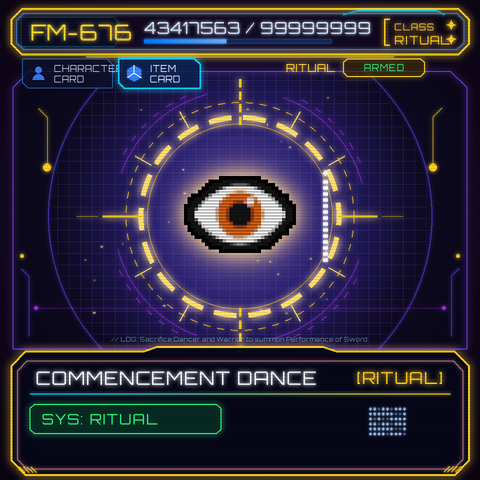 FM-676
43417563 / 99999999
CLASS
RITUAL
CHARACTER CARD
ITEM CARD
RITUAL
ARMED
// LOG: Sacrifice Dancer and Warrior to summon Performance of Sword
COMMENCEMENT DANCE
[RITUAL]
SYS: RITUAL